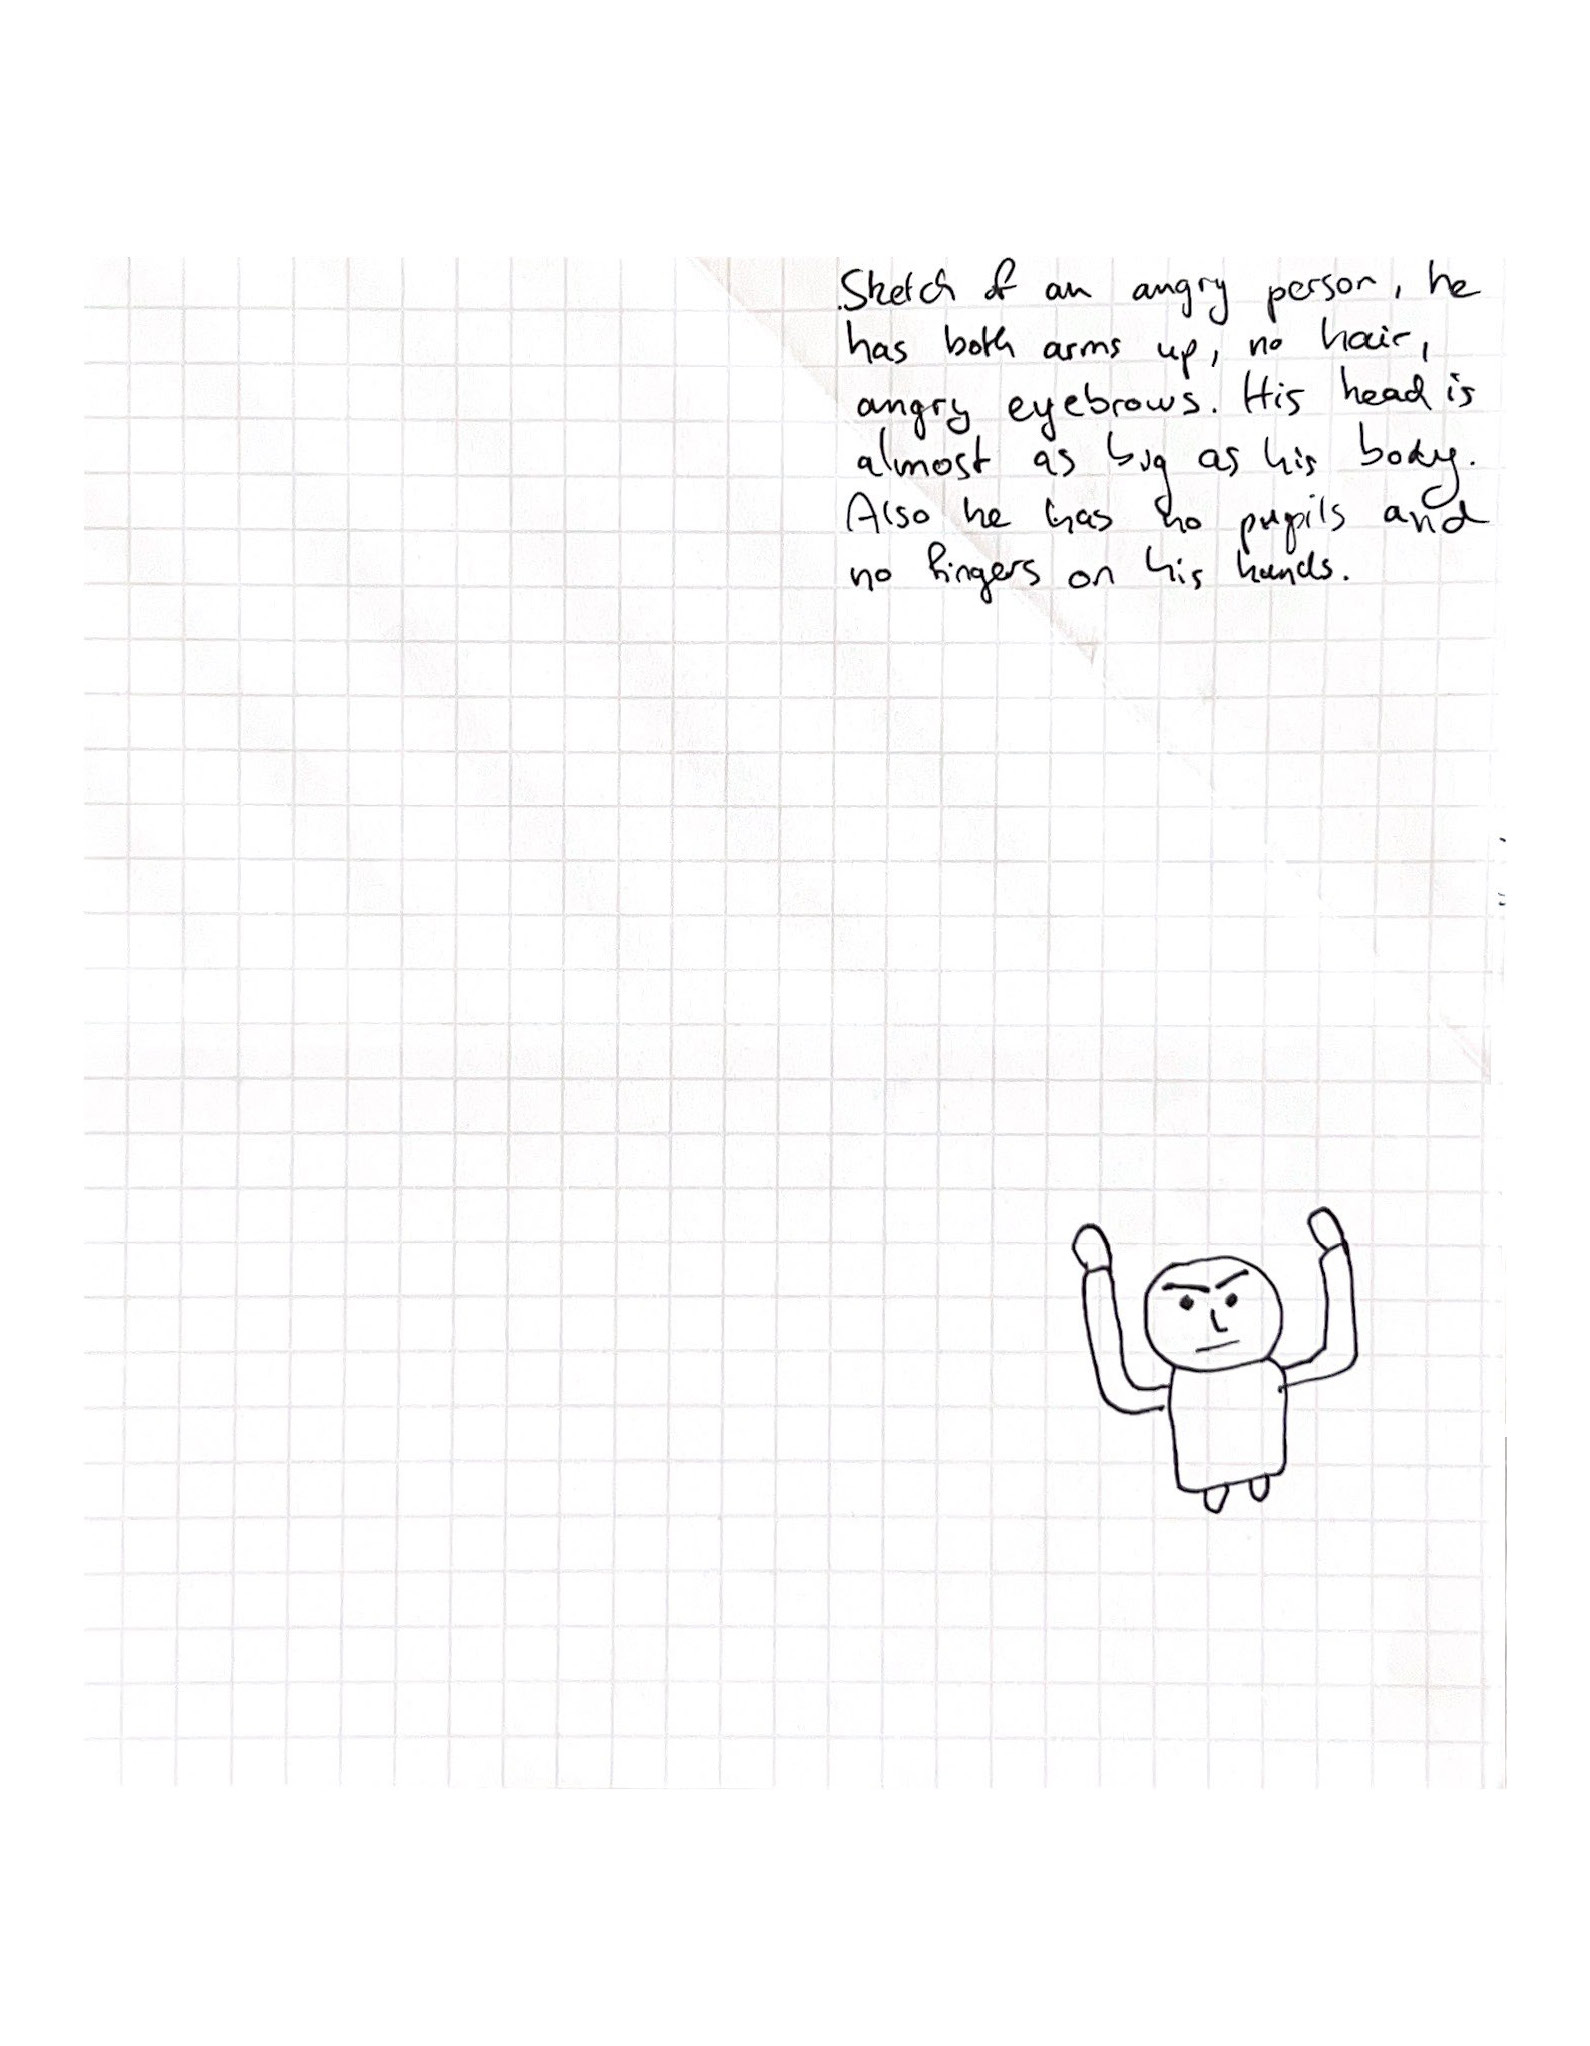 Sketch of an angry person, he
has both arms up, no hair,
angry eyebrows. His head is
almost as big as his body.
Also he has no pupils and
no fingers on his hands.